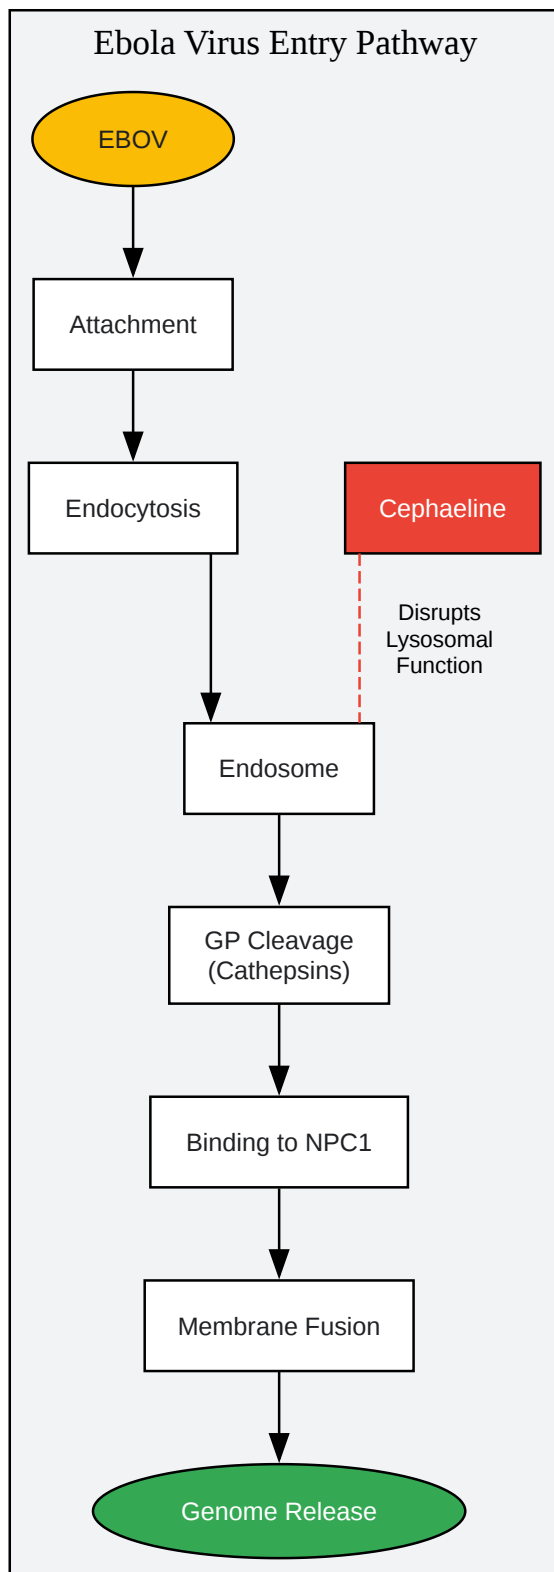 Ebola Virus Entry Pathway
EBOV
Attachment
Endocytosis
Cephaeline
Disrupts
Lysosomal
Function
Endosome
GP Cleavage
(Cathepsins)
Binding to NPC1
Membrane Fusion
Genome Release